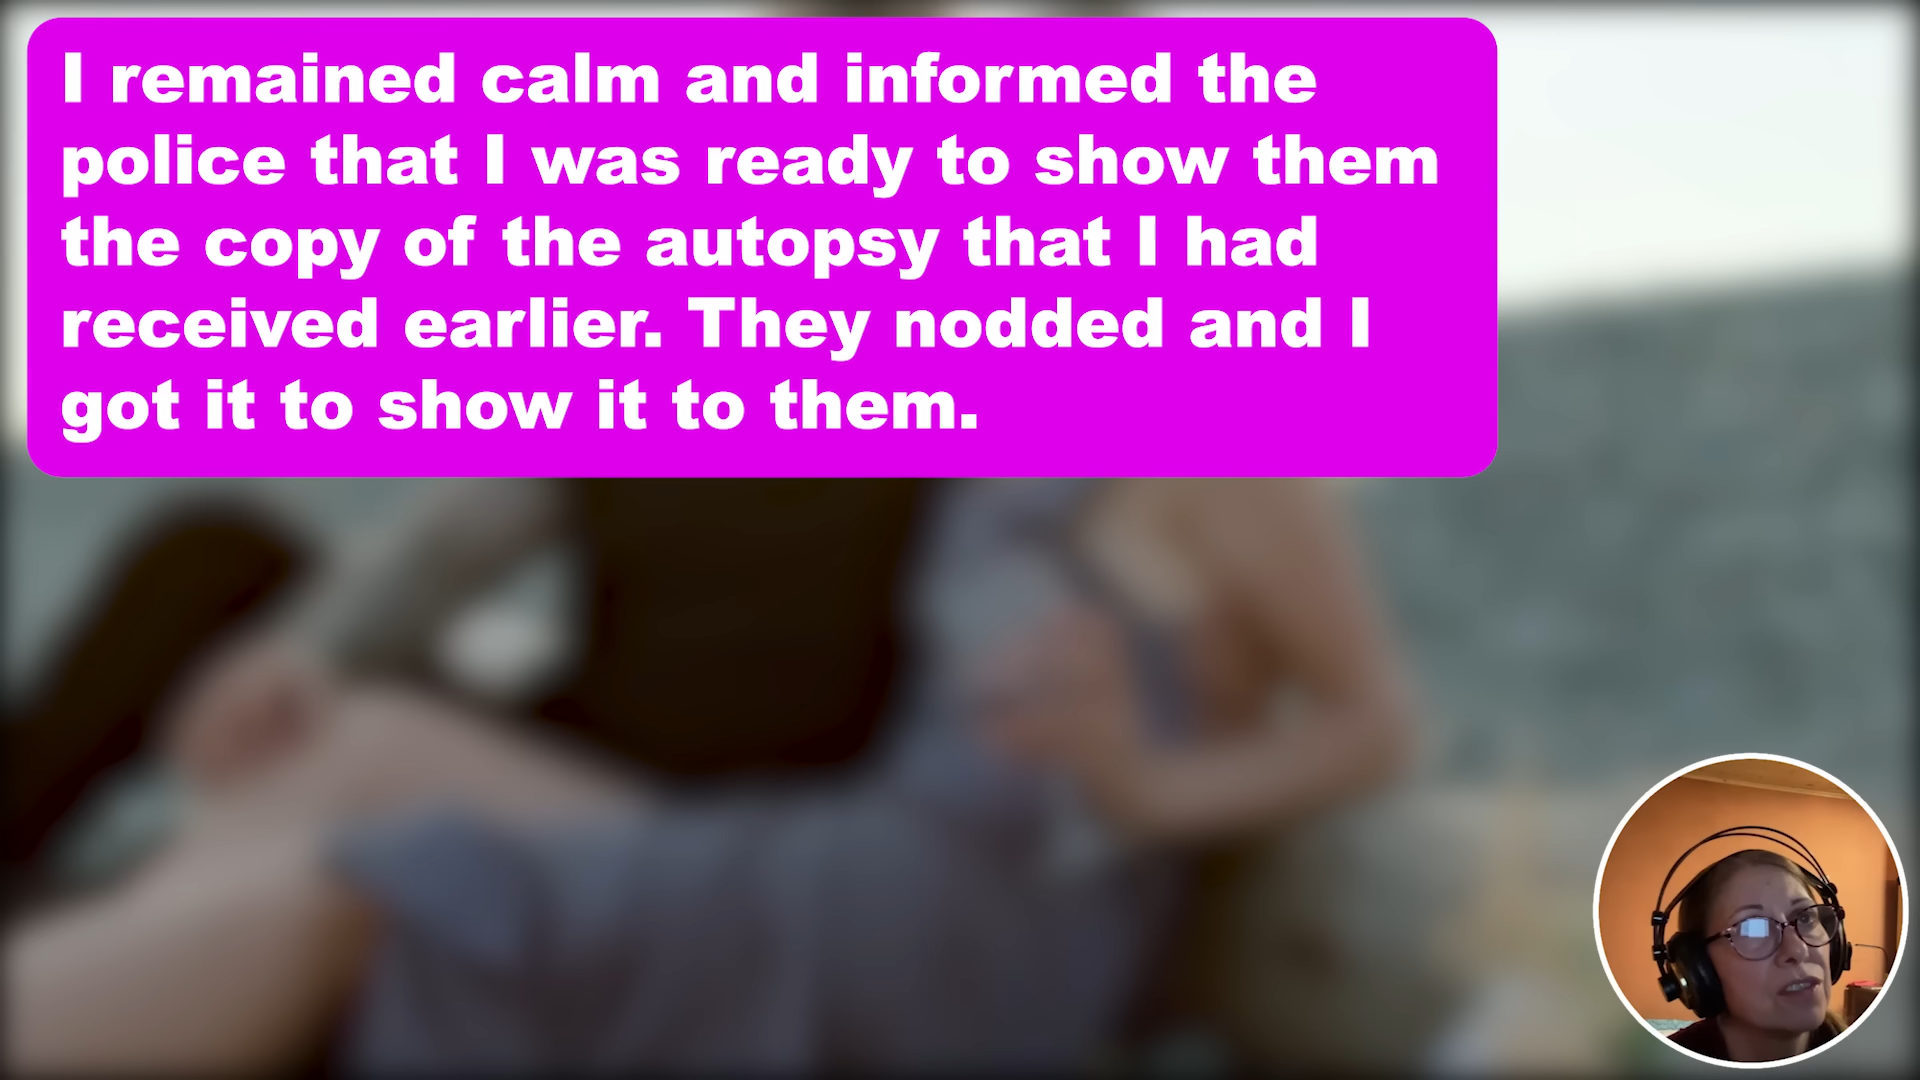 I remained calm and informed the
police that I was ready to show them
the copy of the autopsy that I had
received earlier. They nodded and I
got it to show it to them.